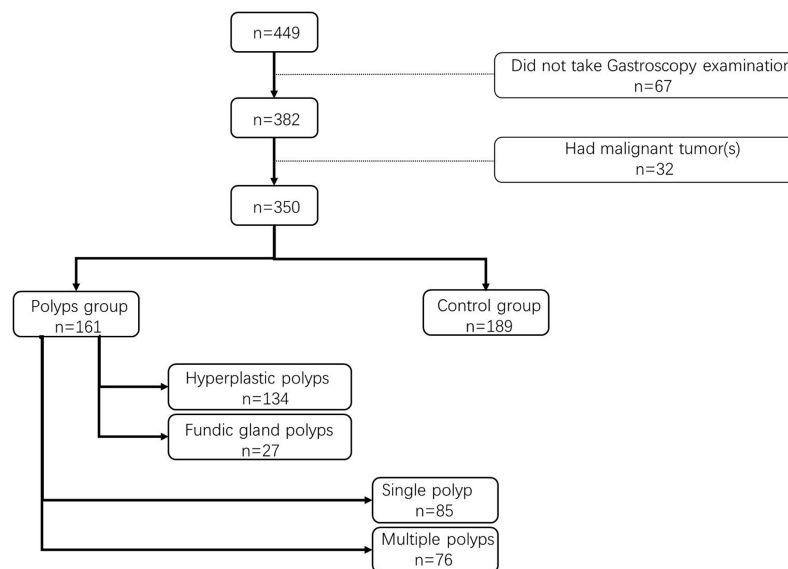 n=449
Did not take Gastroscopy examination
n=67
n=382
Had malignant tumor(s)
n=32
n=350
Polyps group
n=161
Control group
n=189
Hyperplastic polyps
n=134
Fundic gland polyps
n=27
Single polyp
n=85
Multiple polyps
n=76